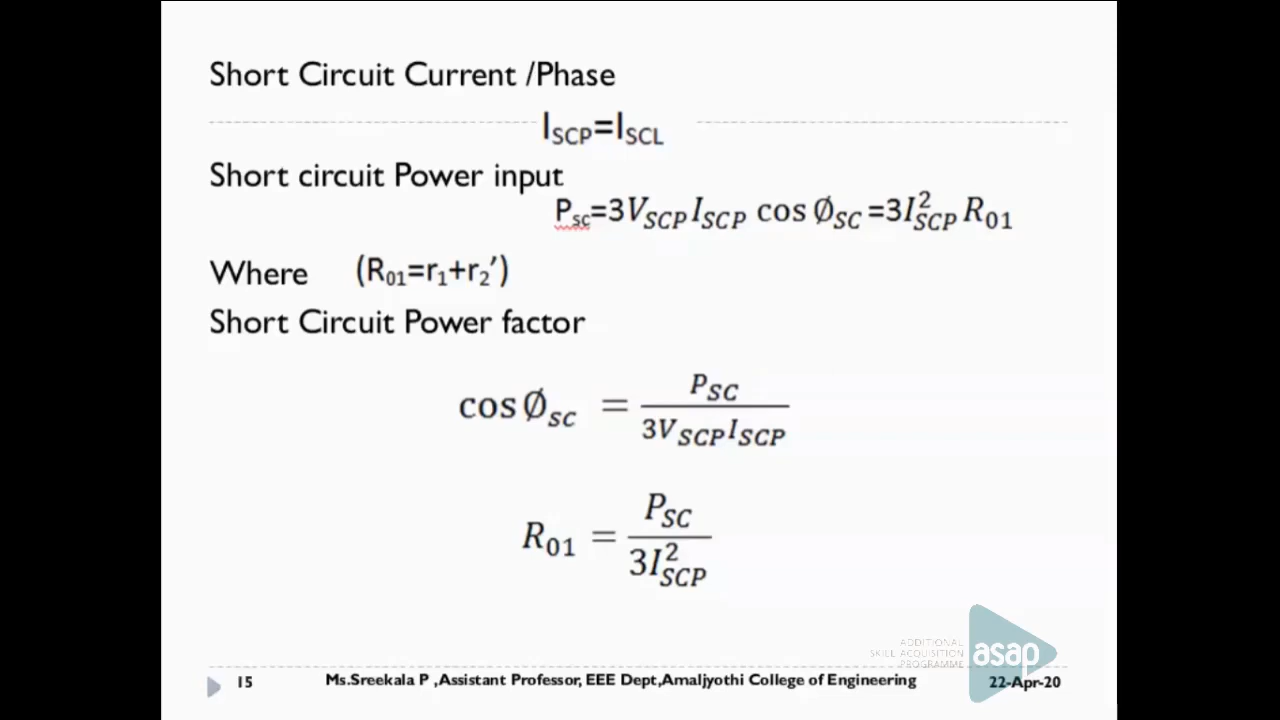 Short Circuit Current /Phase
I_SCP=I_SCL
Short circuit Power input
P_sc=3V_SCP I_SCP cos Ø_SC =3I²_SCP R_01
Where (R_01=r_1+r_2′)
Short Circuit Power factor
cos Ø_sc = P_SC / 3V_SCP I_SCP
R_01 = P_SC / 3I²_SCP
ADDITIONAL
SKILL ACQUISITION
PROGRAMME
asap
15 Ms.Sreekala P ,Assistant Professor, EEE Dept,Amaljyothi College of Engineering 22-Apr-20